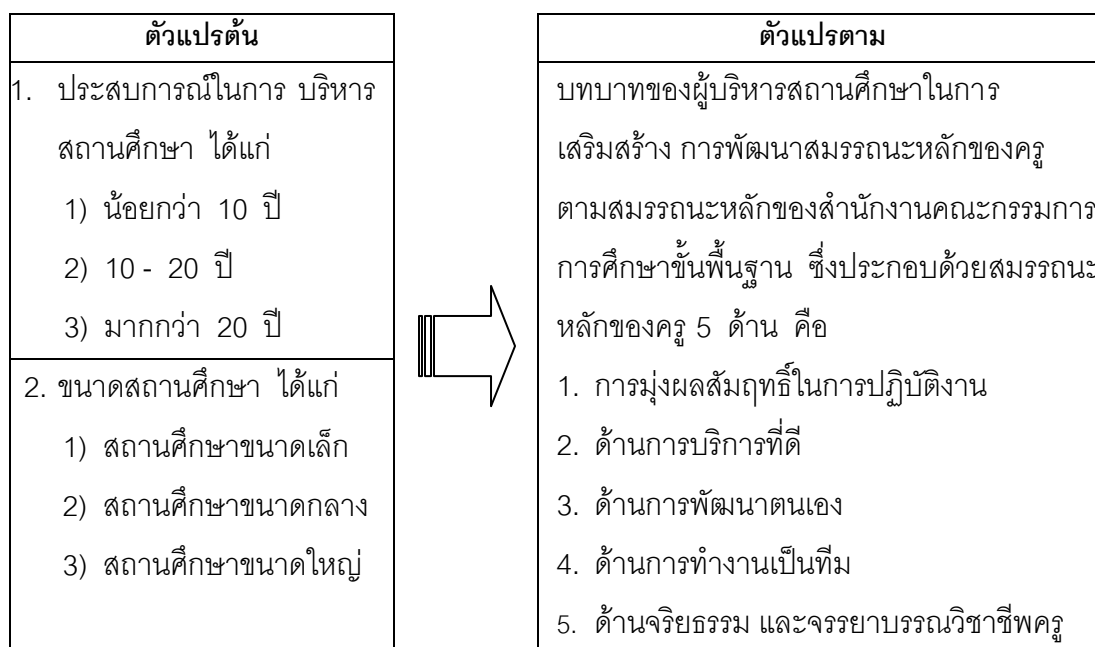 ตัวแปรต้น
1. ประสบการณ์ในการ บริหาร
สถานศึกษา ได้แก่
1) น้อยกว่า 10 ปี
2) 10 - 20 ปี
3) มากกว่า 20 ปี
2. ขนาดสถานศึกษา ได้แก่
1) สถานศึกษาขนาดเล็ก
2) สถานศึกษาขนาดกลาง
3) สถานศึกษาขนาดใหญ่
ตัวแปรตาม
บทบาทของผู้บริหารสถานศึกษาในการ
เสริมสร้าง การพัฒนาสมรรถนะหลักของครู
ตามสมรรถนะหลักของสำนักงานคณะกรรมการ
การศึกษาขั้นพื้นฐาน ซึ่งประกอบด้วยสมรรถนะ
หลักของครู 5 ด้าน คือ
1. การมุ่งผลสัมฤทธิ์ในการปฏิบัติงาน
2. ด้านการบริการที่ดี
3. ด้านการพัฒนาตนเอง
4. ด้านการทำงานเป็นทีม
5. ด้านจริยธรรม และจรรยาบรรณวิชาชีพครู